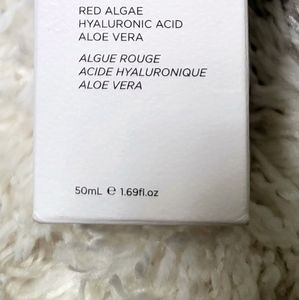 RED ALGAE
HYALURONIC ACID
ALOE VERA
ALGUE ROUGE
ACIDE HYALURONIQUE
ALOE VERA
50mL ℮ 1.69fl.oz